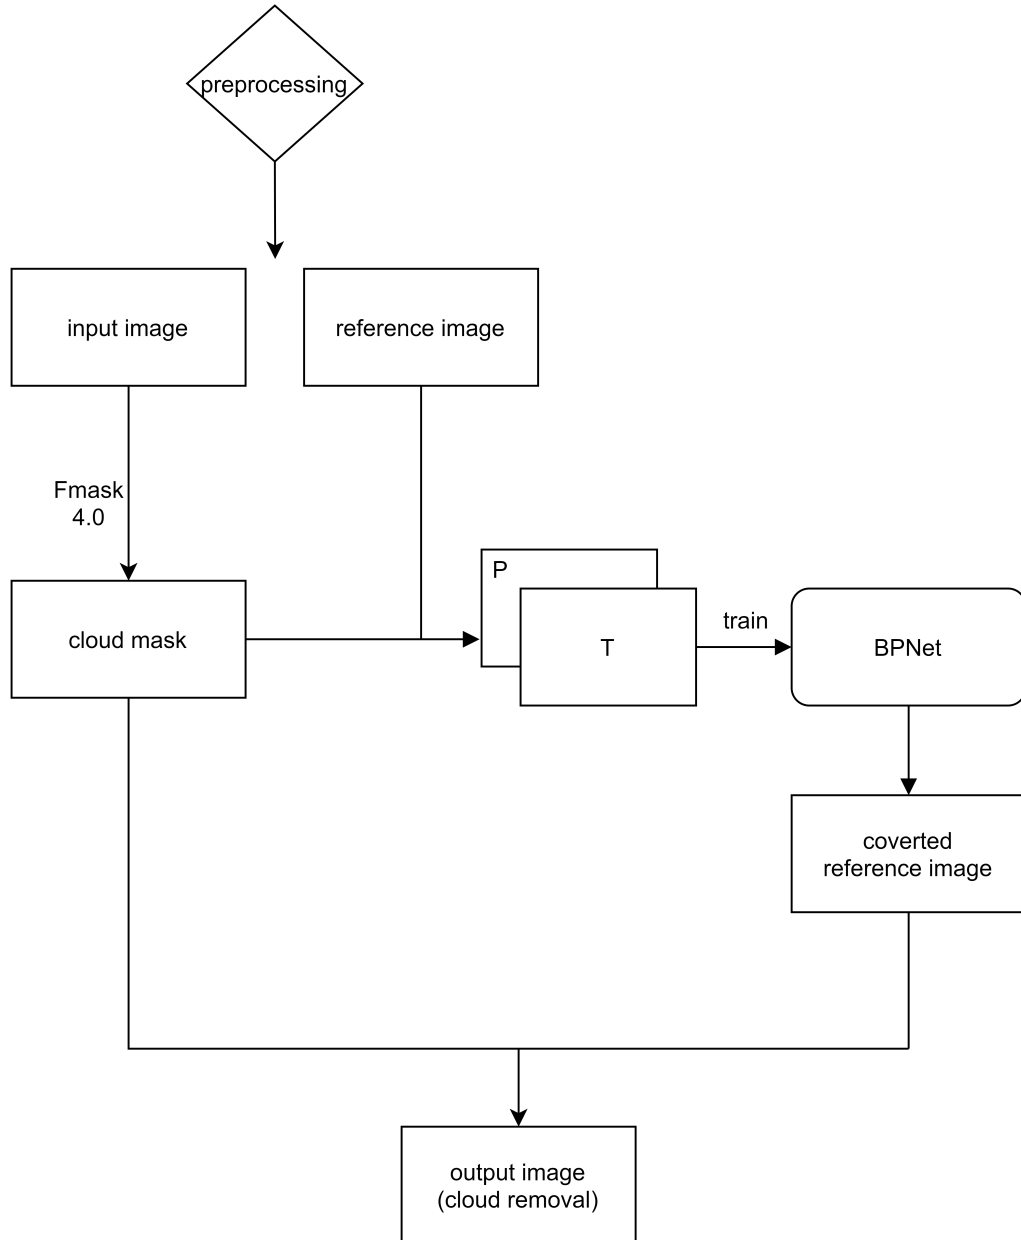 preprocessing
input image
reference image
Fmask
4.0
P
cloud mask
T
train
BPNet
coverted
reference image
output image
(cloud removal)